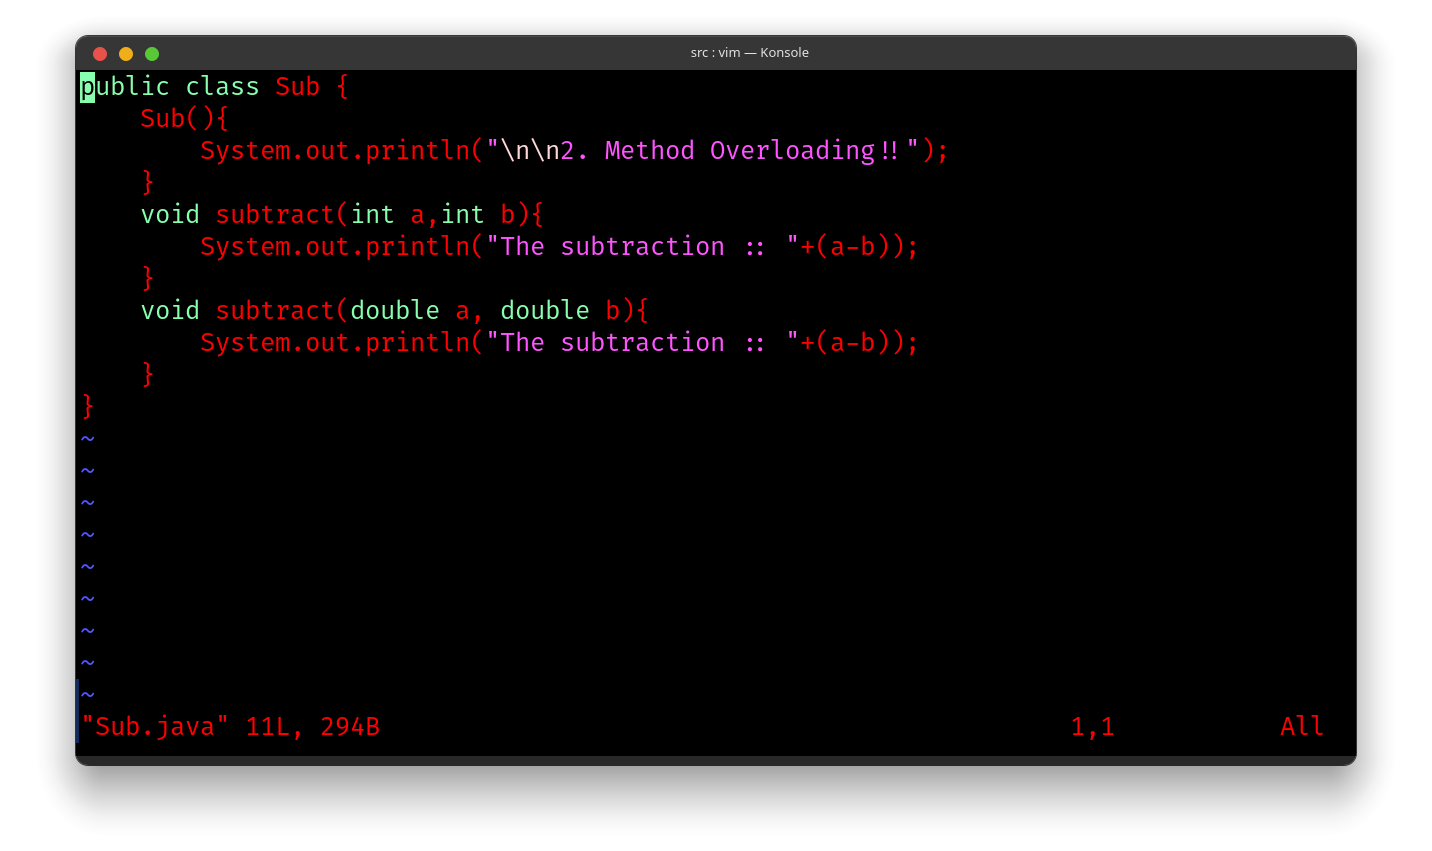 src : vim — Konsole
public class Sub {
    Sub(){
        System.out.println("\n\n2. Method Overloading!!");
    }
    void subtract(int a,int b){
        System.out.println("The subtraction :: "+(a-b));
    }
    void subtract(double a, double b){
        System.out.println("The subtraction :: "+(a-b));
    }
}
~
~
~
~
~
~
~
~
~
"Sub.java" 11L, 294B 1,1 All